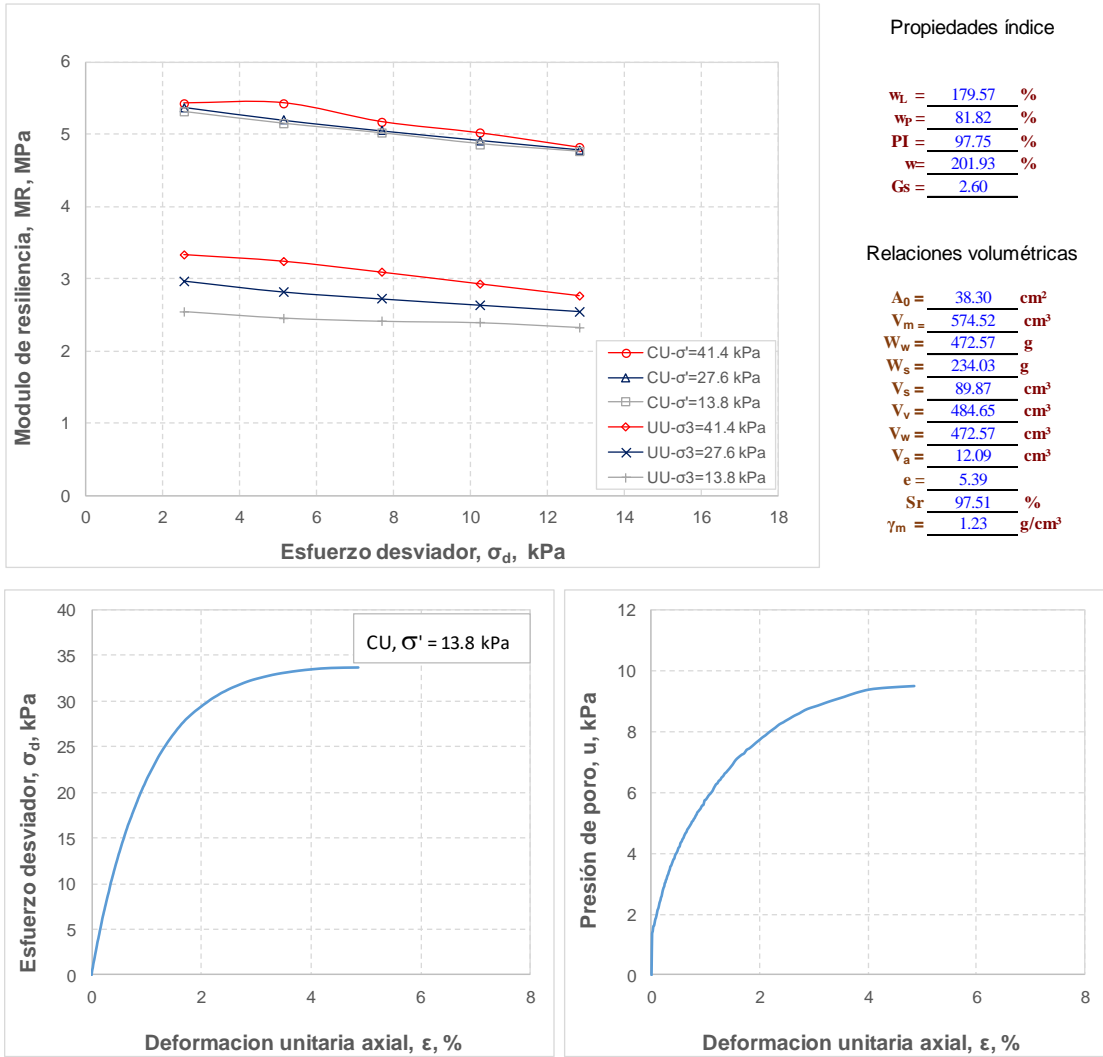 Propiedades índice
wL = 179.57 %
wP = 81.82 %
PI = 97.75 %
w= 201.93 %
Gs = 2.60
Relaciones volumétricas
A0 = 38.30 cm²
Vm = 574.52 cm³
Ww = 472.57 g
Ws = 234.03 g
Vs = 89.87 cm³
Vv = 484.65 cm³
Vw = 472.57 cm³
Va = 12.09 cm³
e = 5.39
Sr 97.51 %
γm = 1.23 g/cm³
Modulo de resiliencia, MR, MPa
6
5
4
3
2
1
0
0 2 4 6 8 10 12 14 16 18
Esfuerzo desviador, σd, kPa
CU-σ'=41.4 kPa
CU-σ'=27.6 kPa
CU-σ'=13.8 kPa
UU-σ3=41.4 kPa
UU-σ3=27.6 kPa
UU-σ3=13.8 kPa
Esfuerzo desviador, σd, kPa
40
35
30
25
20
15
10
5
0
0 2 4 6 8
Deformacion unitaria axial, ε, %
CU, σ' = 13.8 kPa
Presión de poro, u, kPa
12
10
8
6
4
2
0
0 2 4 6 8
Deformacion unitaria axial, ε, %